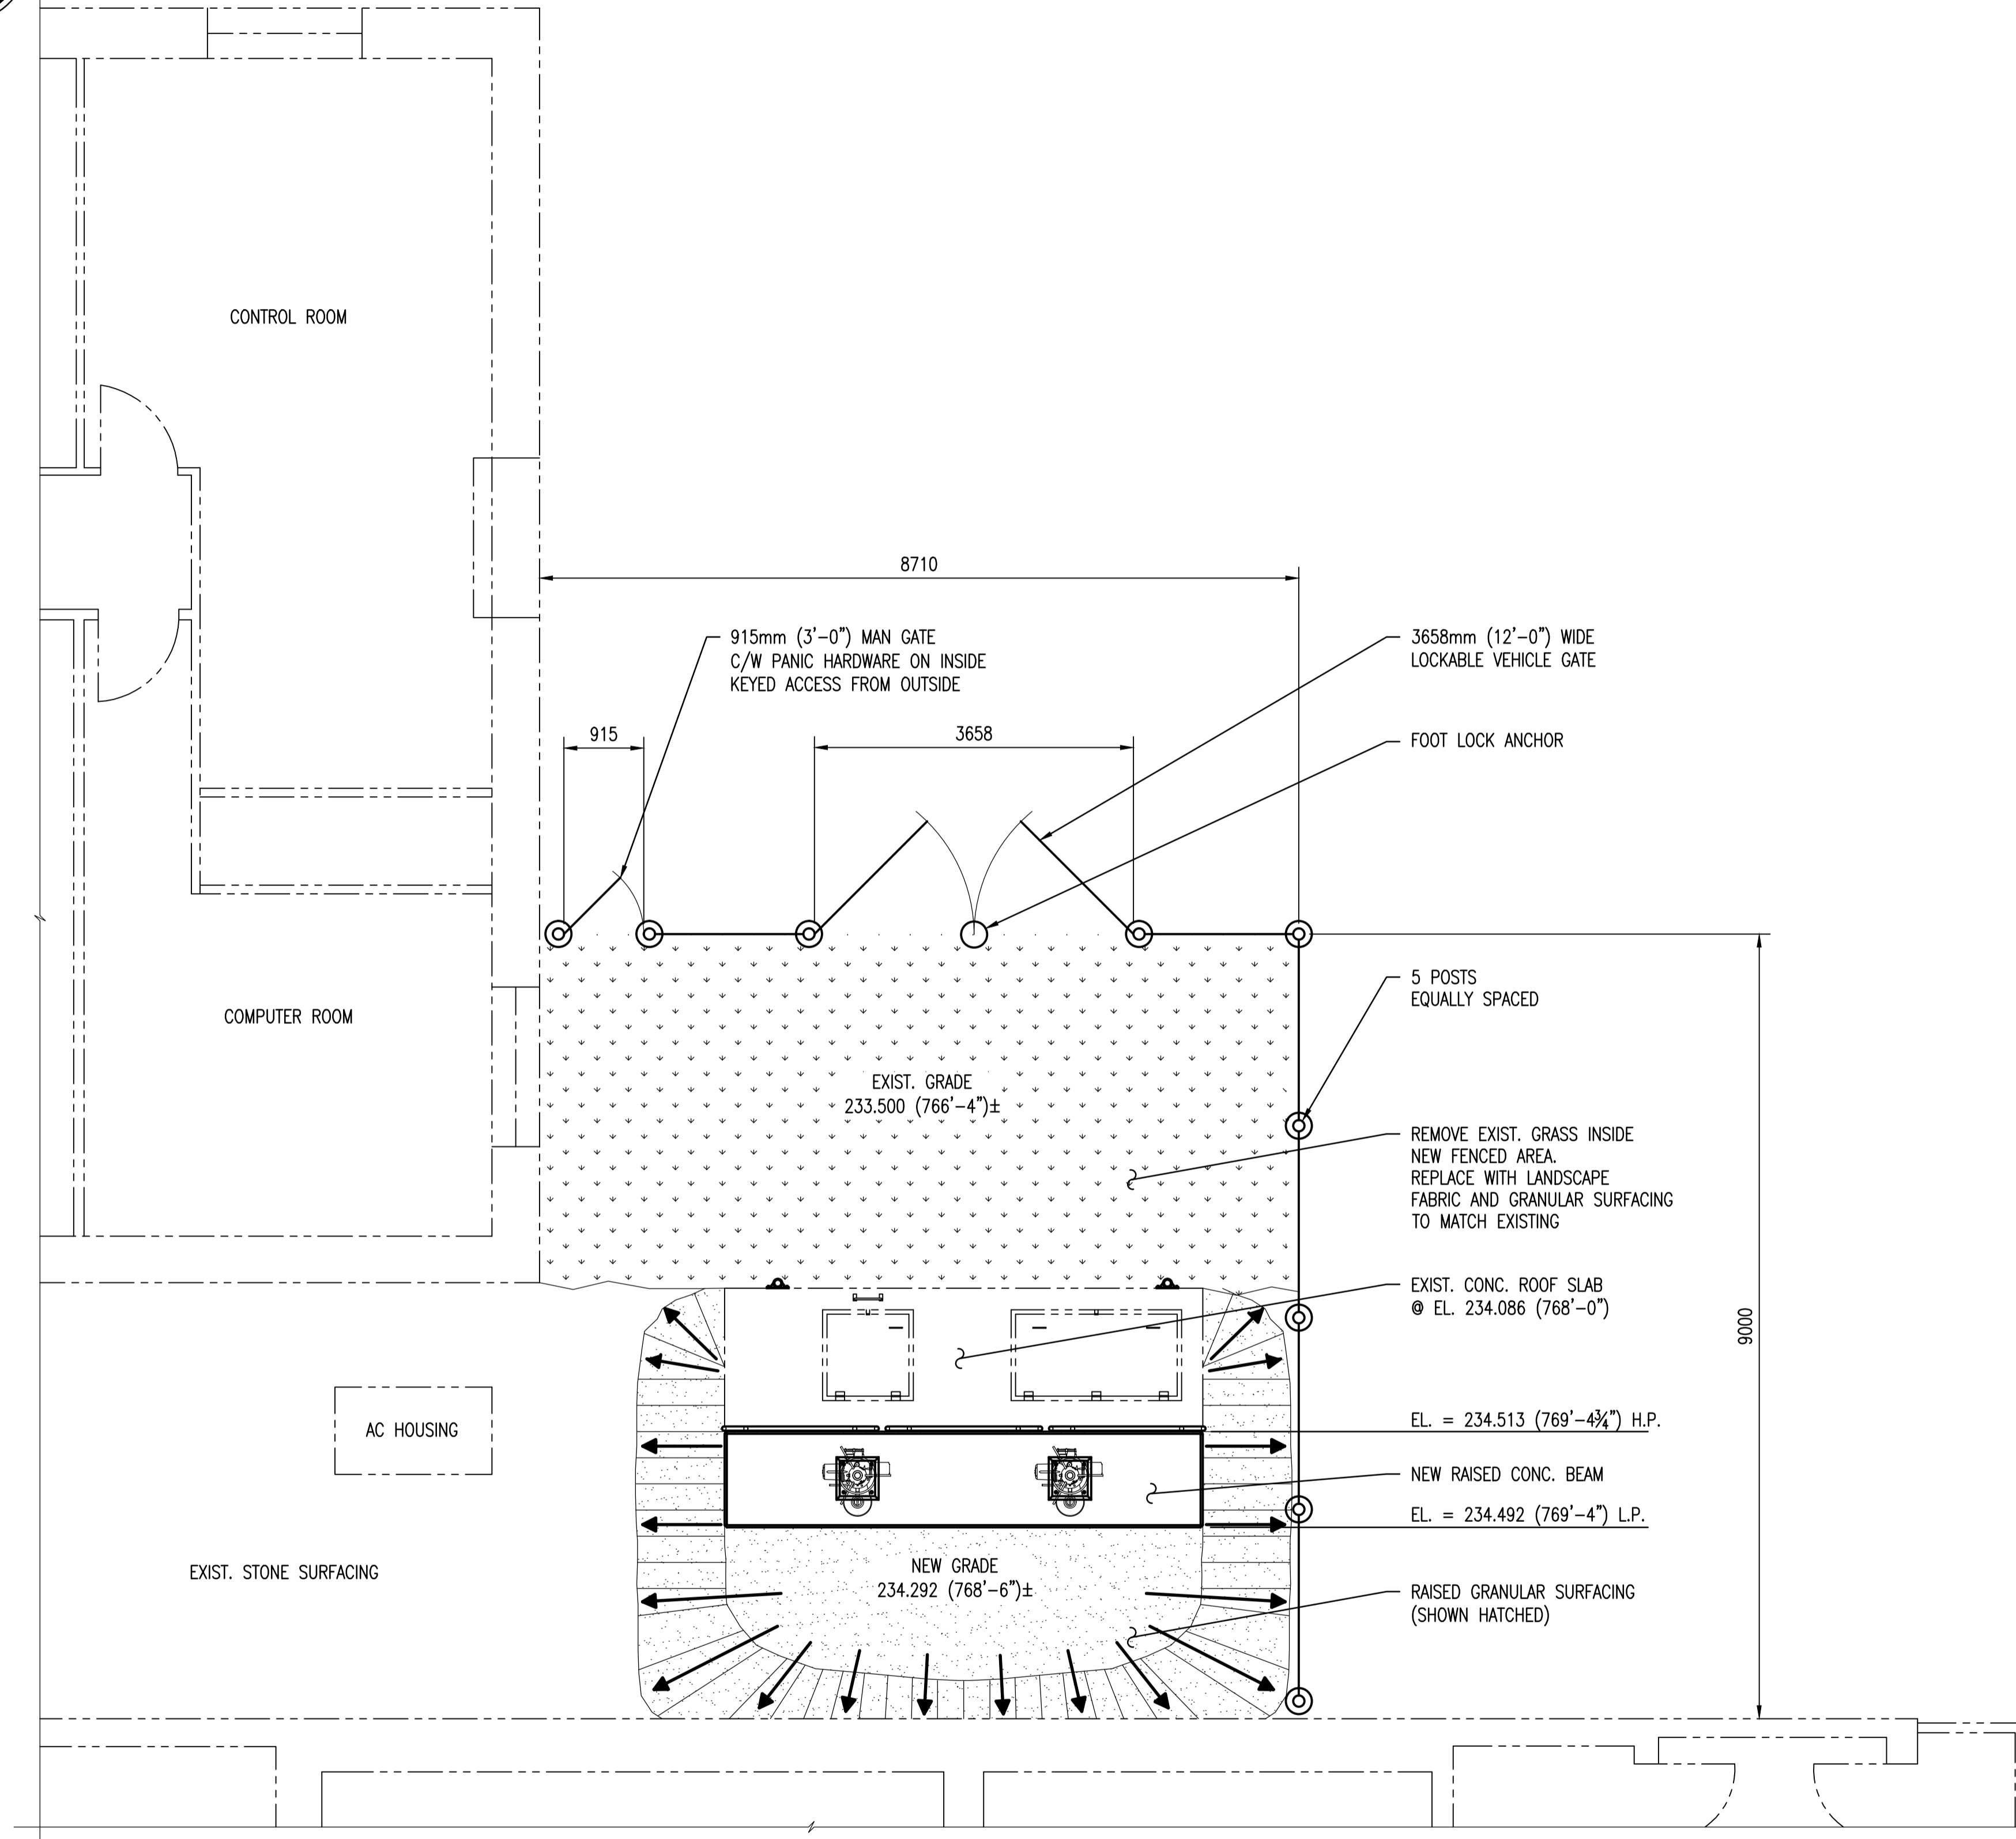 CONTROL ROOM
8710
915mm (3'-0") MAN GATE
C/W PANIC HARDWARE ON INSIDE
KEYED ACCESS FROM OUTSIDE
3658mm (12'-0") WIDE
LOCKABLE VEHICLE GATE
915
3658
FOOT LOCK ANCHOR
5 POSTS
EQUALLY SPACED
COMPUTER ROOM
EXIST. GRADE
233.500 (766'-4")±
REMOVE EXIST. GRASS INSIDE
NEW FENCED AREA.
REPLACE WITH LANDSCAPE
FABRIC AND GRANULAR SURFACING
TO MATCH EXISTING
EXIST. CONC. ROOF SLAB
@ EL. 234.086 (768'-0")
9000
AC HOUSING
EL. = 234.513 (769'-4¾") H.P.
NEW RAISED CONC. BEAM
EL. = 234.492 (769'-4") L.P.
EXIST. STONE SURFACING
NEW GRADE
234.292 (768'-6")±
RAISED GRANULAR SURFACING
(SHOWN HATCHED)